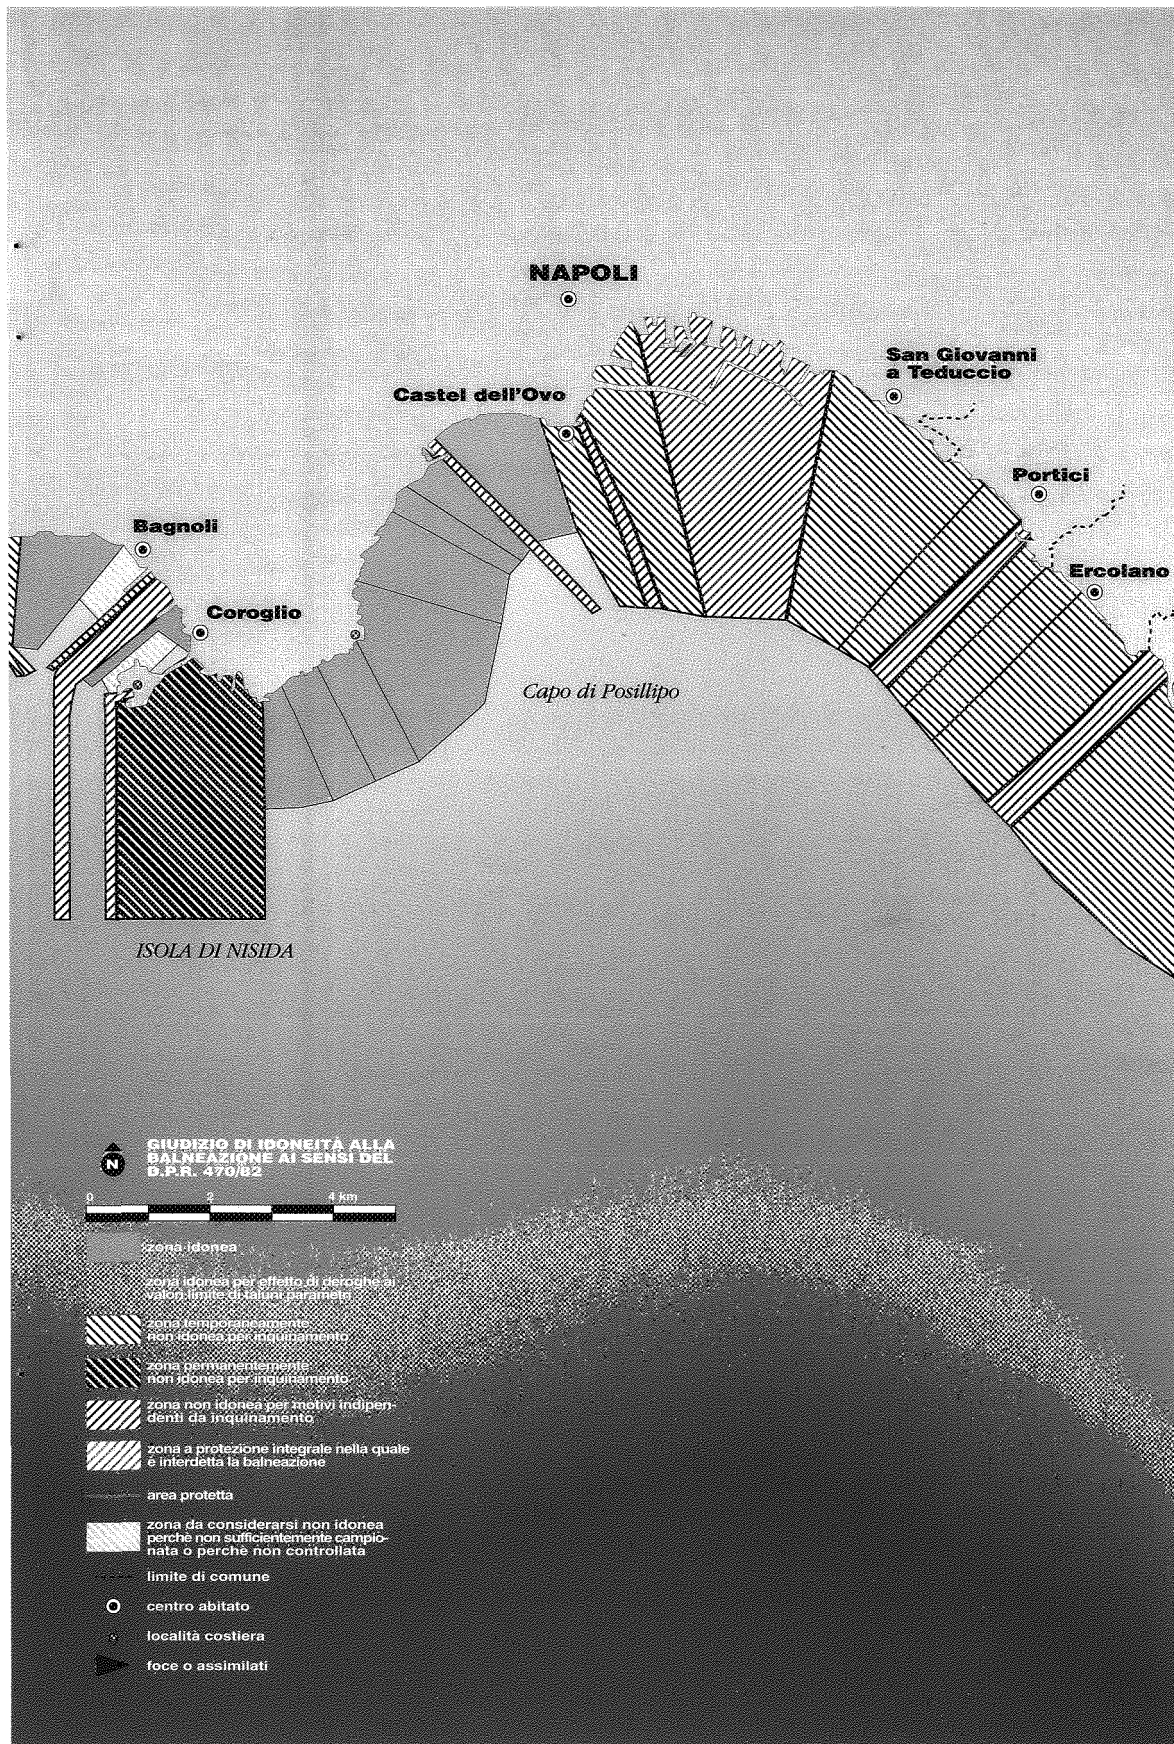 NAPOLI
San Giovanni
a Teduccio
Castel dell'Ovo
Portici
Bagnoli
Ercolano
Coroglio
Capo di Posillipo
ISOLA DI NISIDA
N
GIUDIZIO DI IDONEITÀ ALLA
BALNEAZIONE AI SENSI DEL
D.P.R. 470/82
0 2 4 km
zona idonea
zona idonea per effetto di deroghe ai
valori limite di taluni parametri
zona temporaneamente
non idonea per inquinamento
zona permanentemente
non idonea per inquinamento
zona non idonea per motivi indipen-
denti da inquinamento
zona a protezione integrale nella quale
è interdetta la balneazione
area protetta
zona da considerarsi non idonea
perchè non sufficientemente campio-
nata o perchè non controllata
limite di comune
centro abitato
località costiera
foce o assimilati